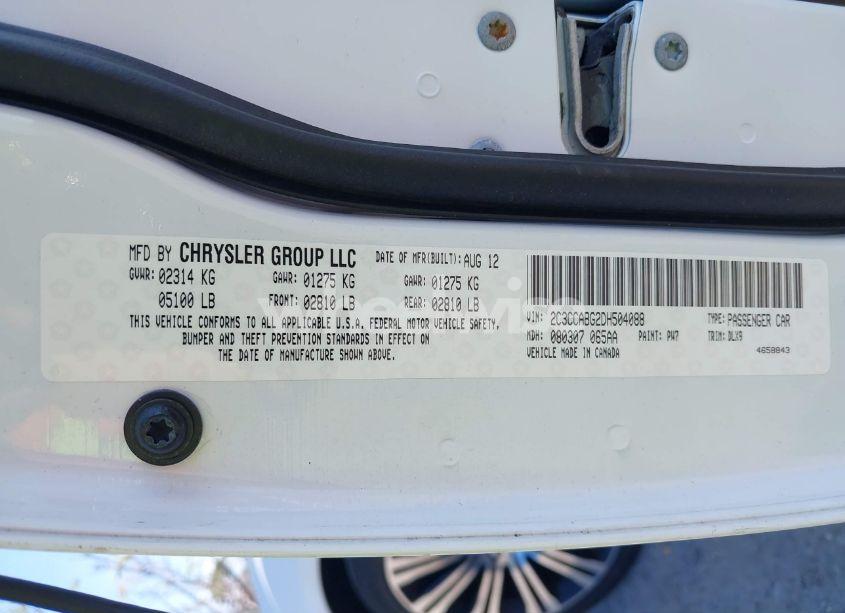 MFD BY CHRYSLER GROUP LLC DATE OF MFR(BUILT): AUG 12
GVWR: 02314 KG GAWR: 01275 KG GAWR: 01275 KG
05100 LB FRONT: 02810 LB REAR: 02810 LB
THIS VEHICLE CONFORMS TO ALL APPLICABLE U.S.A. FEDERAL MOTOR VEHICLE SAFETY,
BUMPER AND THEFT PREVENTION STANDARDS IN EFFECT ON
THE DATE OF MANUFACTURE SHOWN ABOVE.
VIN: 2C3CCABG2DH504088 TYPE: PASSENGER CAR
MDH: 080307 065AA PAINT: PW7 TRIM: DLX9
VEHICLE MADE IN CANADA 4658843